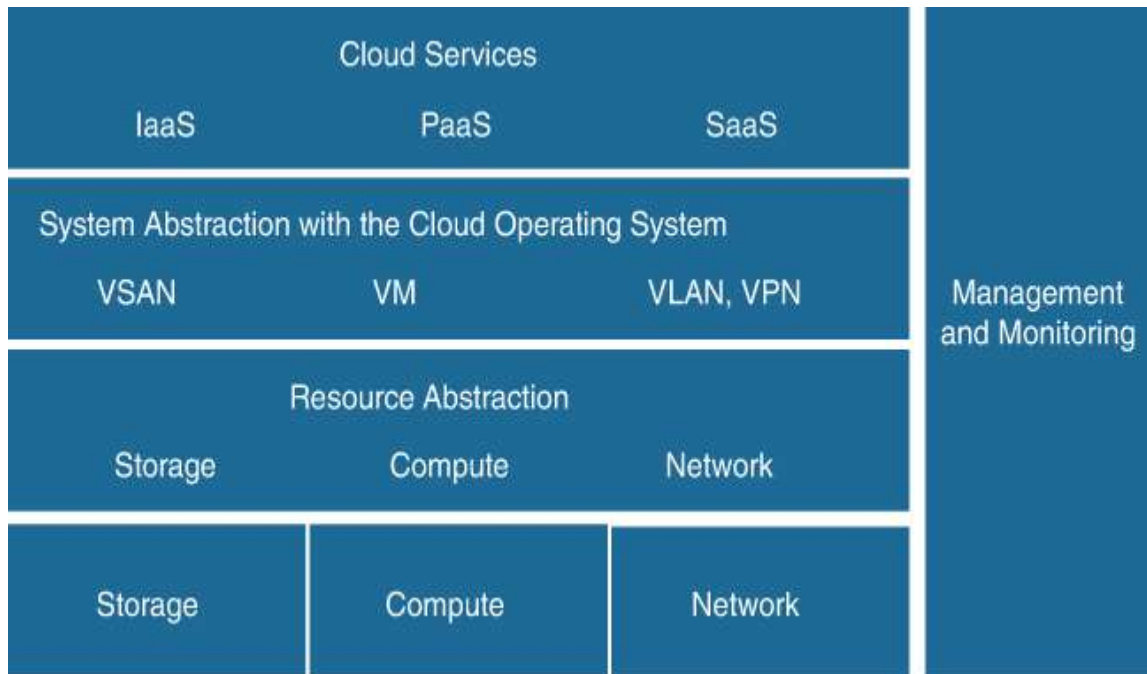 Cloud Services
IaaS PaaS SaaS
System Abstraction with the Cloud Operating System
VSAN VM VLAN, VPN
Resource Abstraction
Storage Compute Network
Storage Compute Network
Management
and Monitoring